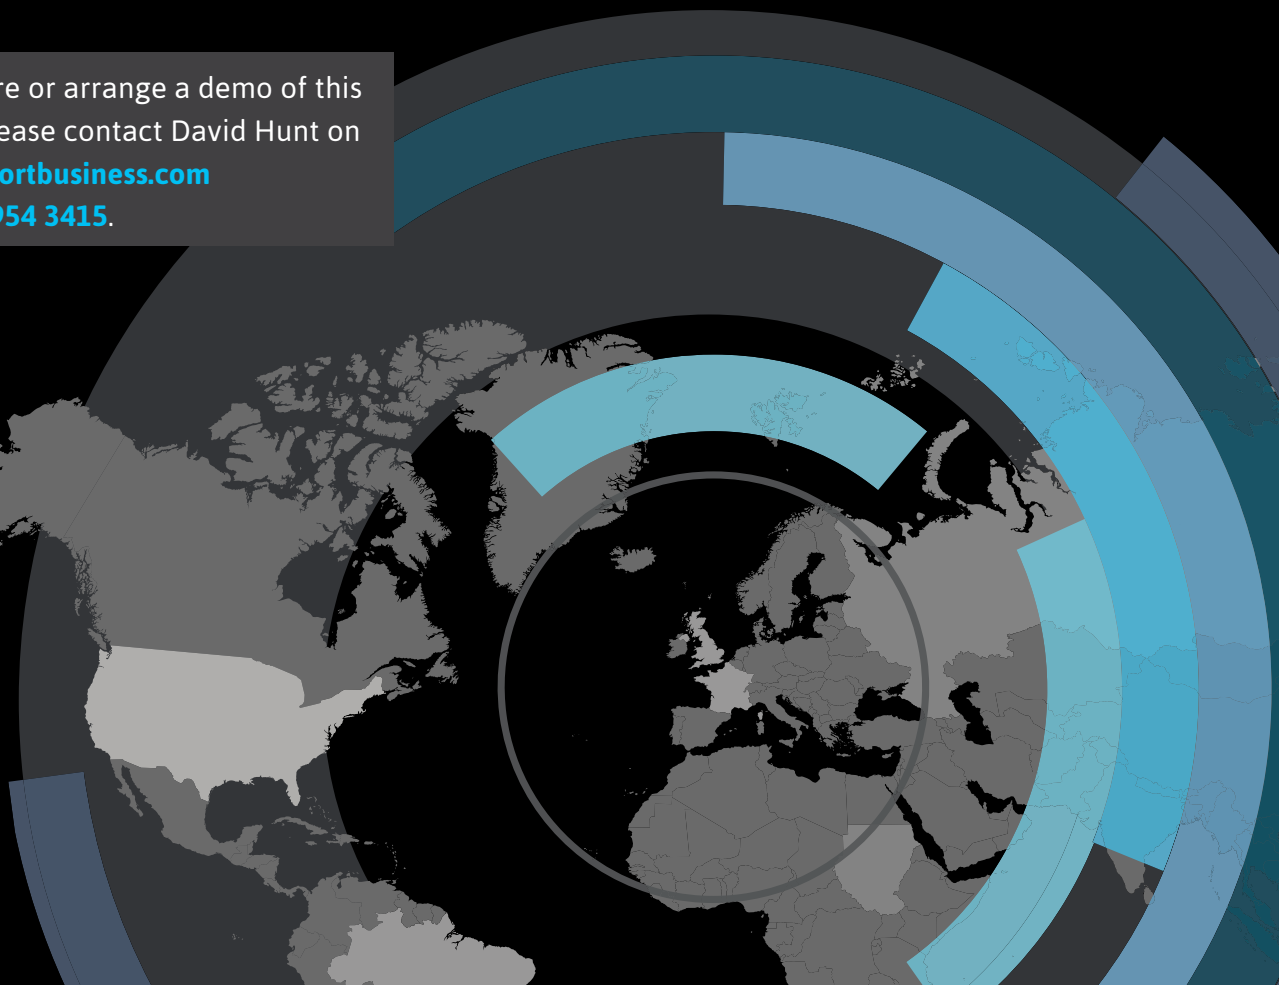 re or arrange a demo of this
ease contact David Hunt on
ortbusiness.com
954 3415.